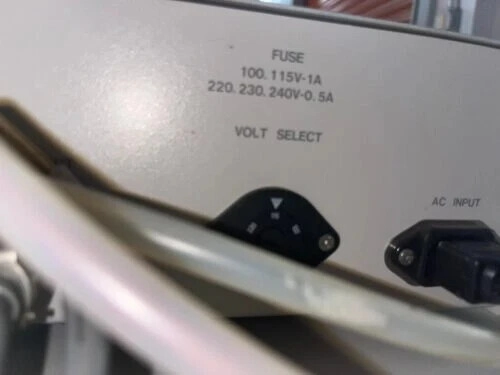 FUSE
100. 115V-1A
220. 230. 240V-0. 5A
VOLT SELECT
AC INPUT